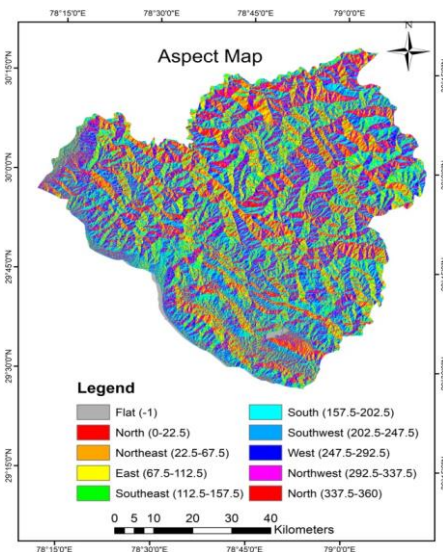 78°15'0"N 78°30'0"N 78°45'0"N 79°0'0"N
Aspect Map
N
30°15'0"N
30°0'0"N
29°45'0"N
29°30'0"N
29°15'0"N
Legend
Flat (-1)
North (0-22.5)
Northeast (22.5-67.5)
East (67.5-112.5)
Southeast (112.5-157.5)
South (157.5-202.5)
Southwest (202.5-247.5)
West (247.5-292.5)
Northwest (292.5-337.5)
North (337.5-360)
0 5 10 20 30 40
Kilometers
78°15'0"E 78°30'0"E 78°45'0"E 79°0'0"E